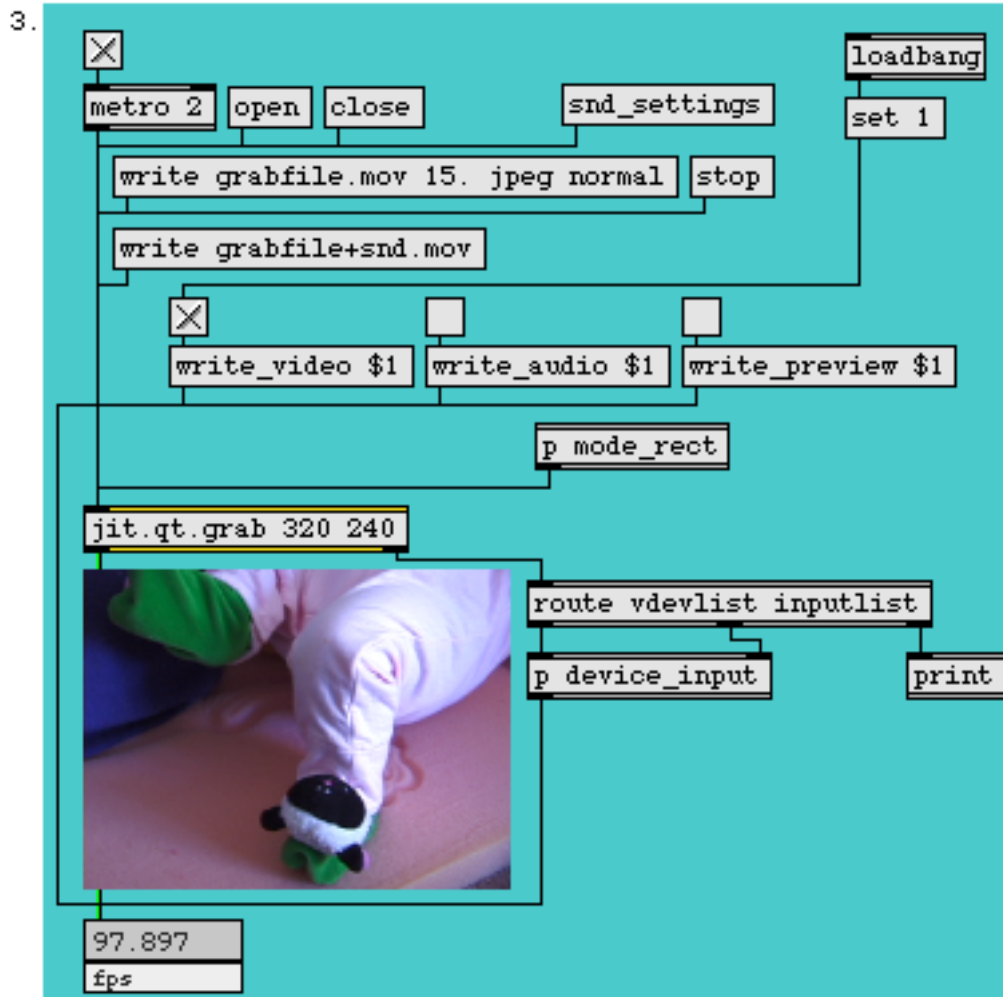 3.
loadbang
metro 2 open close snd_settings
set 1
write grabfile.mov 15. jpeg normal stop
write grabfile+snd.mov
write_video $1 write_audio $1 write_preview $1
p mode_rect
jit.qt.grab 320 240
route vdevlist inputlist
p device_input print
97.897
fps